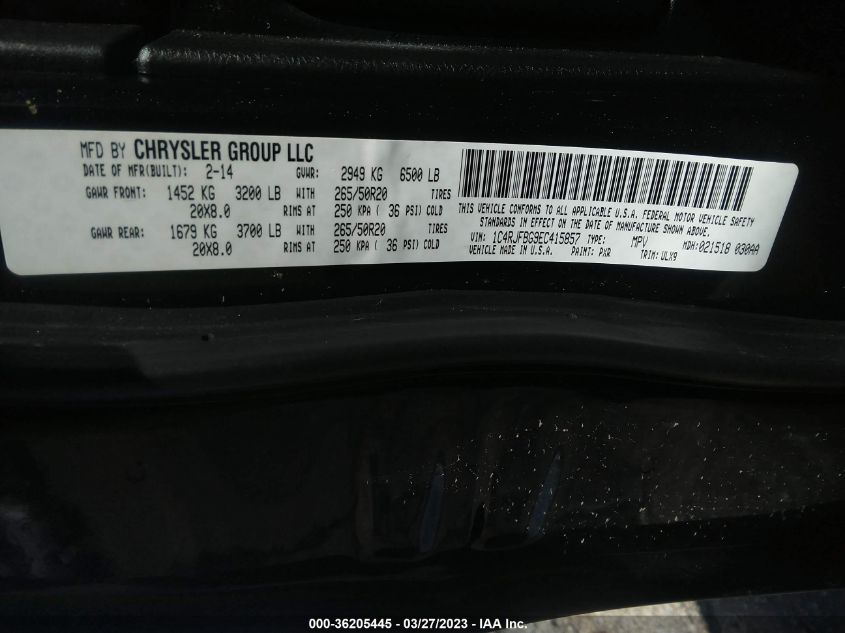 MFD BY CHRYSLER GROUP LLC
DATE OF MFR(BUILT): 2-14 GVWR: 2949 KG 6500 LB
GAWR FRONT: 1452 KG 3200 LB WITH 265/50R20 TIRES
20X8.0 RIMS AT 250 KPA ( 36 PSI) COLD
GAWR REAR: 1679 KG 3700 LB WITH 265/50R20 TIRES
20X8.0 RIMS AT 250 KPA ( 36 PSI) COLD
THIS VEHICLE CONFORMS TO ALL APPLICABLE U.S.A. FEDERAL MOTOR VEHICLE SAFETY
STANDARDS IN EFFECT ON THE DATE OF MANUFACTURE SHOWN ABOVE.
VIN: 1C4RJFBG9EC415857 TYPE: MPV MDH:021518 030AA
VEHICLE MADE IN U.S.A. PAINT: PXR TRIM: ULX9
000-36205445 - 03/27/2023 - IAA Inc.